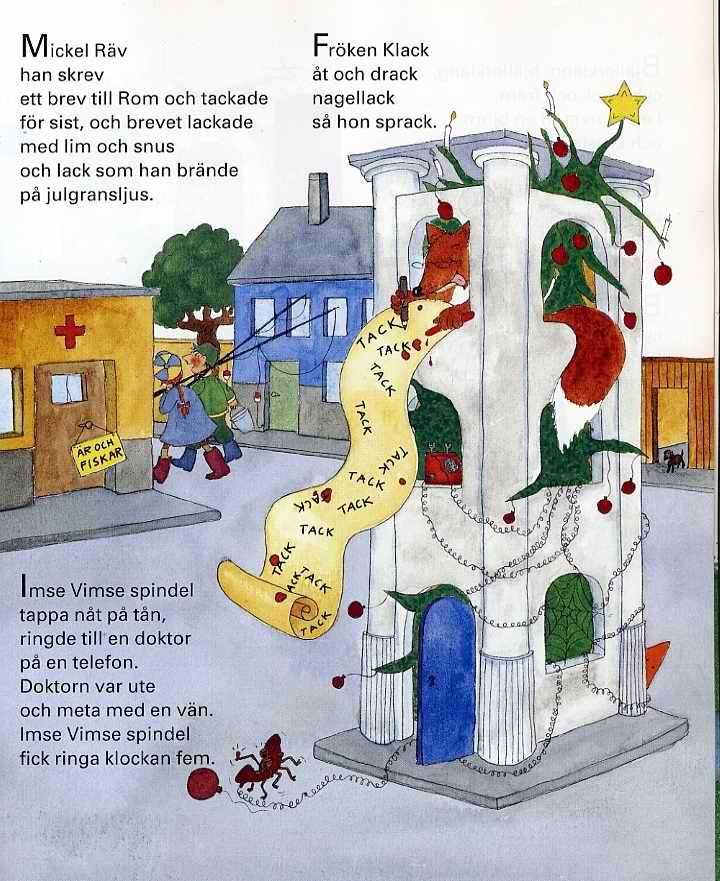 Mickel Räv
han skrev
ett brev till Rom och tackade
för sist, och brevet lackade
med lim och snus
och lack som han brände
på julgransljus.
Fröken Klack
åt och drack
nagellack
så hon sprack.
TACK
TACK
TACK
TACK
TACK
TACK
TACK
TACK
TACK
TACK
TACK
ACK
TACK
ÄR OCH
FISKAR
Imse Vimse spindel
tappa nåt på tån,
ringde till en doktor
på en telefon.
Doktorn var ute
och meta med en vän.
Imse Vimse spindel
fick ringa klockan fem.